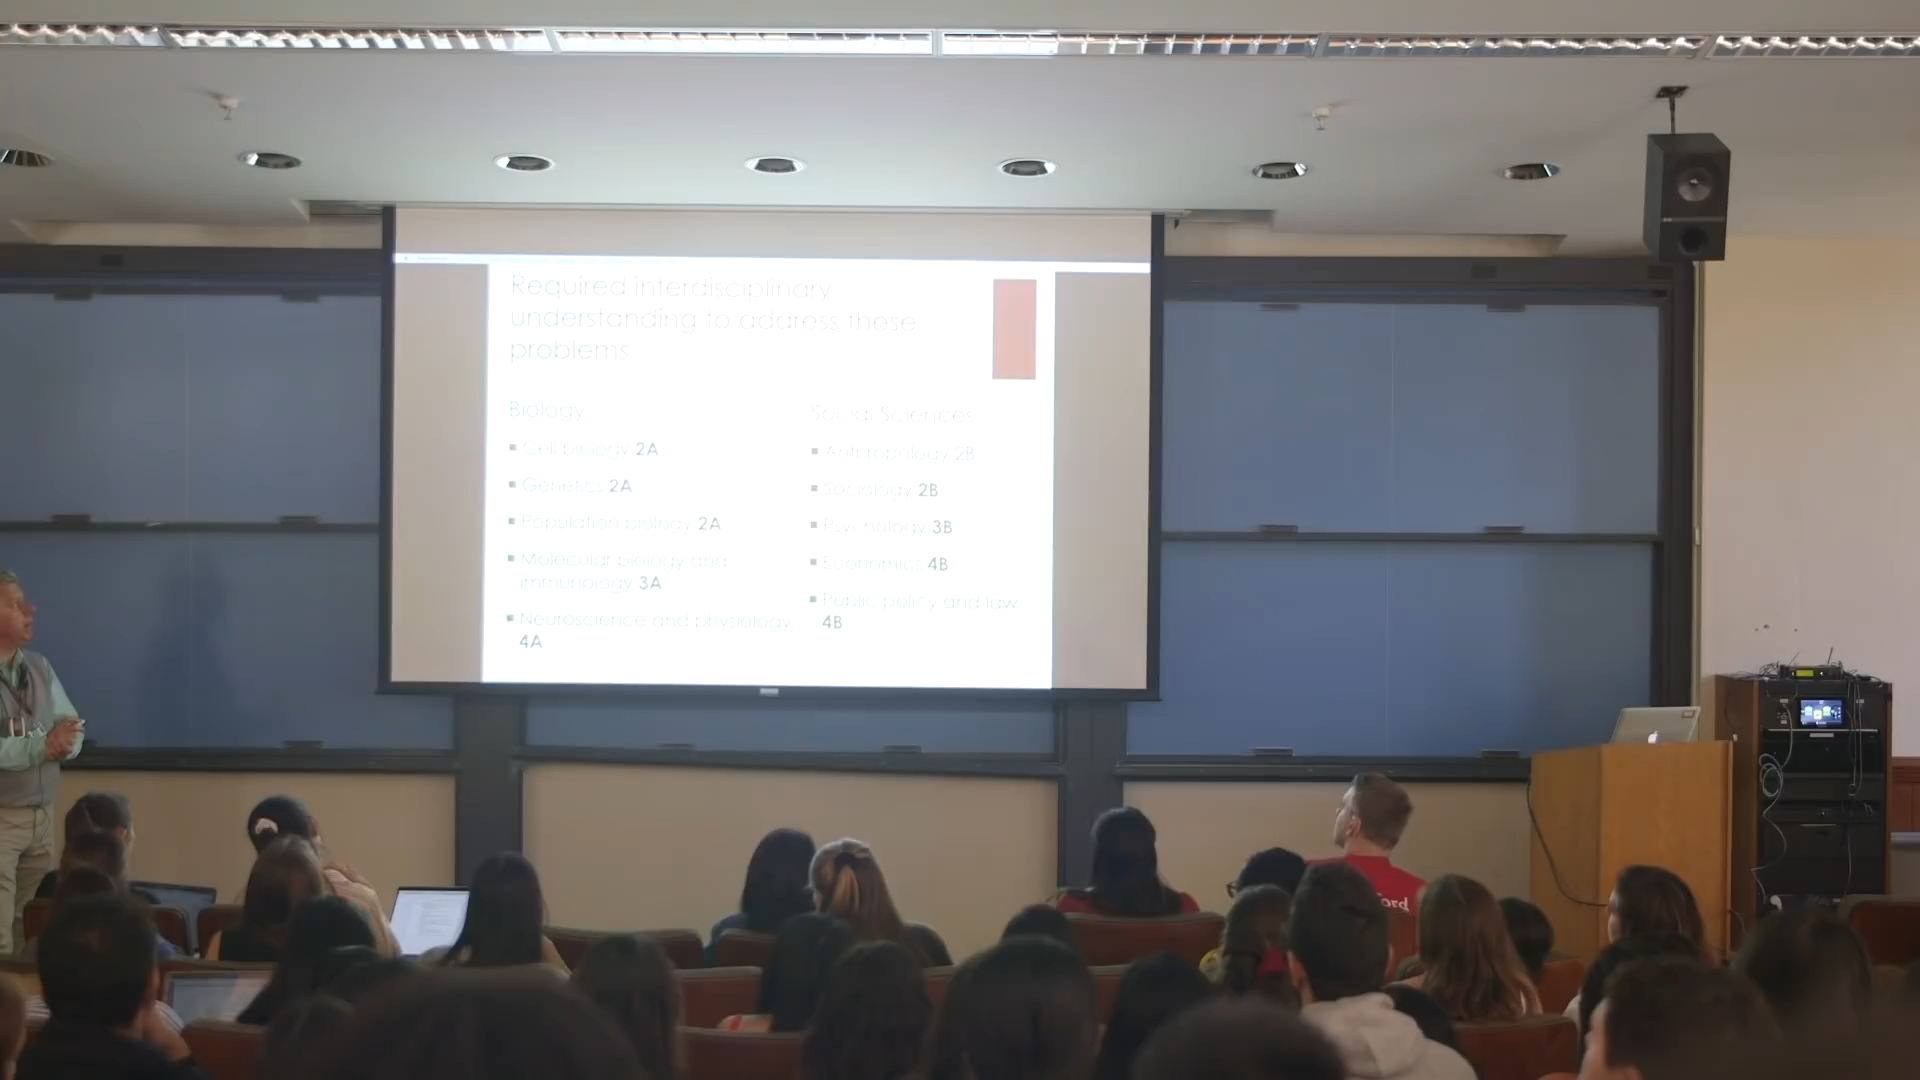 Required interdisciplinary
understanding to address these
problems
Biology
Cell biology 2A
Genetics 2A
Population biology 2A
Molecular biology and
immunology 3A
Neuroscience and physiology
4A
Social Sciences
Anthropology 2B
Sociology 2B
Psychology 3B
Economics 4B
Public policy and law
4B
ord